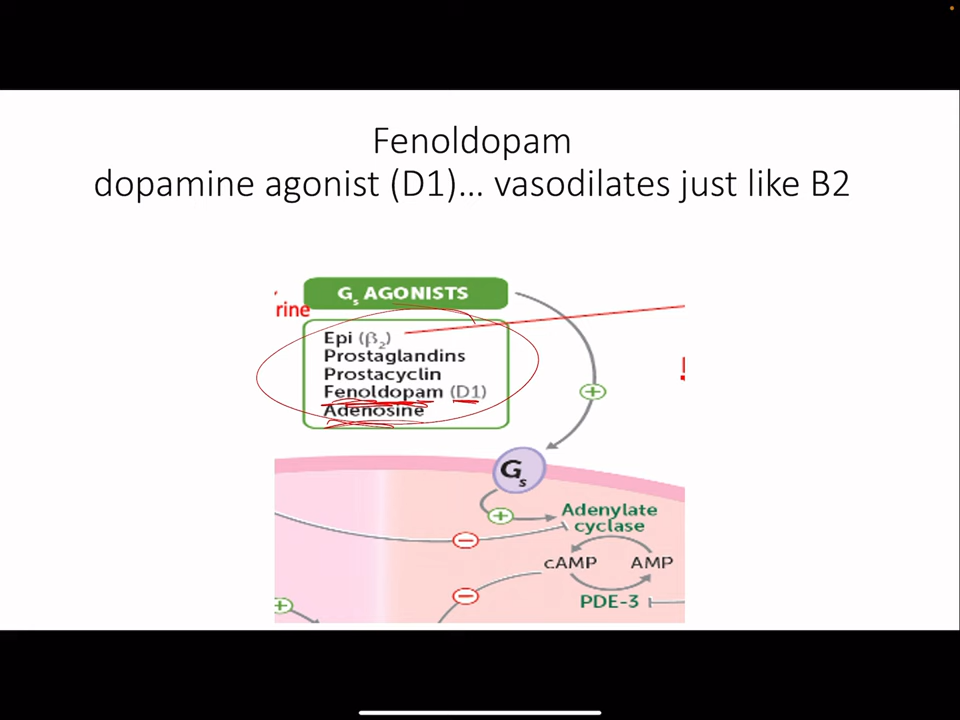 Fenoldopam
dopamine agonist (D1)... vasodilates just like B2
Gs AGONISTS
rine
Epi (β2)
Prostaglandins
Prostacyclin
Fenoldopam (D1)
Adenosine
!
Gs
+
+
Adenylate
cyclase
−
cAMP
AMP
−
PDE-3
+